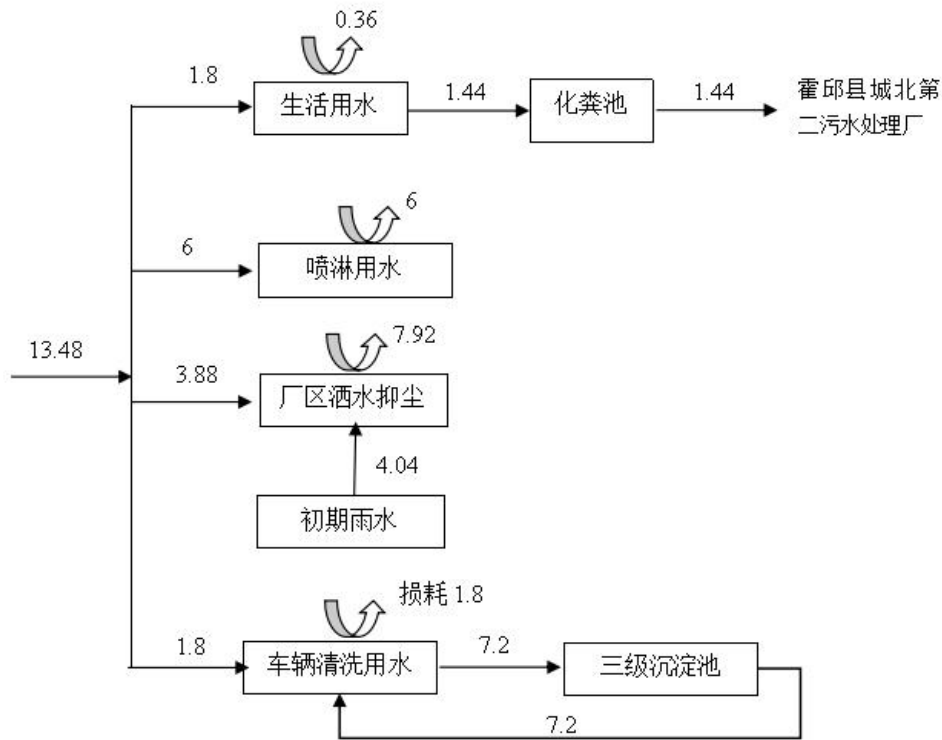 0.36
1.8
生活用水
1.44
化粪池
1.44
霍邱县城北第
二污水处理厂
6
6
喷淋用水
13.48
7.92
3.88
厂区洒水抑尘
4.04
初期雨水
损耗 1.8
1.8
车辆清洗用水
7.2
三级沉淀池
7.2